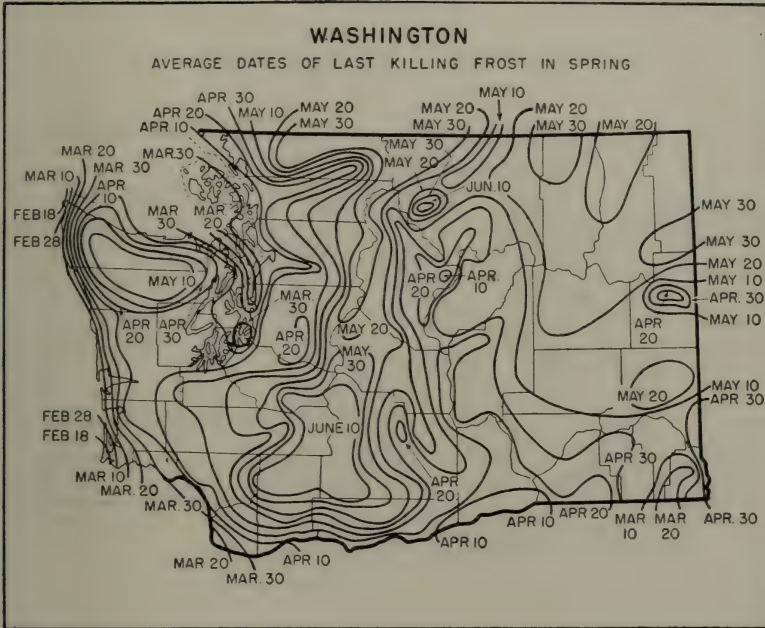 WASHINGTON
AVERAGE DATES OF LAST KILLING FROST IN SPRING
MAY 10
APR 30
MAY 20
MAY 20
MAY 20
APR 20
MAY 10
MAY 30
MAY 30
MAY 30
MAY 20
APR 10
MAY 30
MAR. 30
MAY 20
MAR 20
MAR 30
MAR 10
APR 10
JUN. 10
FEB 18
MAR 30
MAR 20
MAY 30
FEB 28
MAY 30
MAY 20
MAY 10
APR 20
APR. 10
MAY 10
MAR. 30
APR 30
APR 20
APR 30
APR 20
APR 20
MAY 20
MAY 10
MAY 30
MAY 10
MAY 20
APR 30
FEB 28
JUNE 10
FEB 18
APR 30
MAR 10
APR 20
MAR. 20
MAR. 30
APR 10
APR 20
MAR 10
MAR 20
APR. 30
MAR 20
APR 10
APR 10
MAR. 30